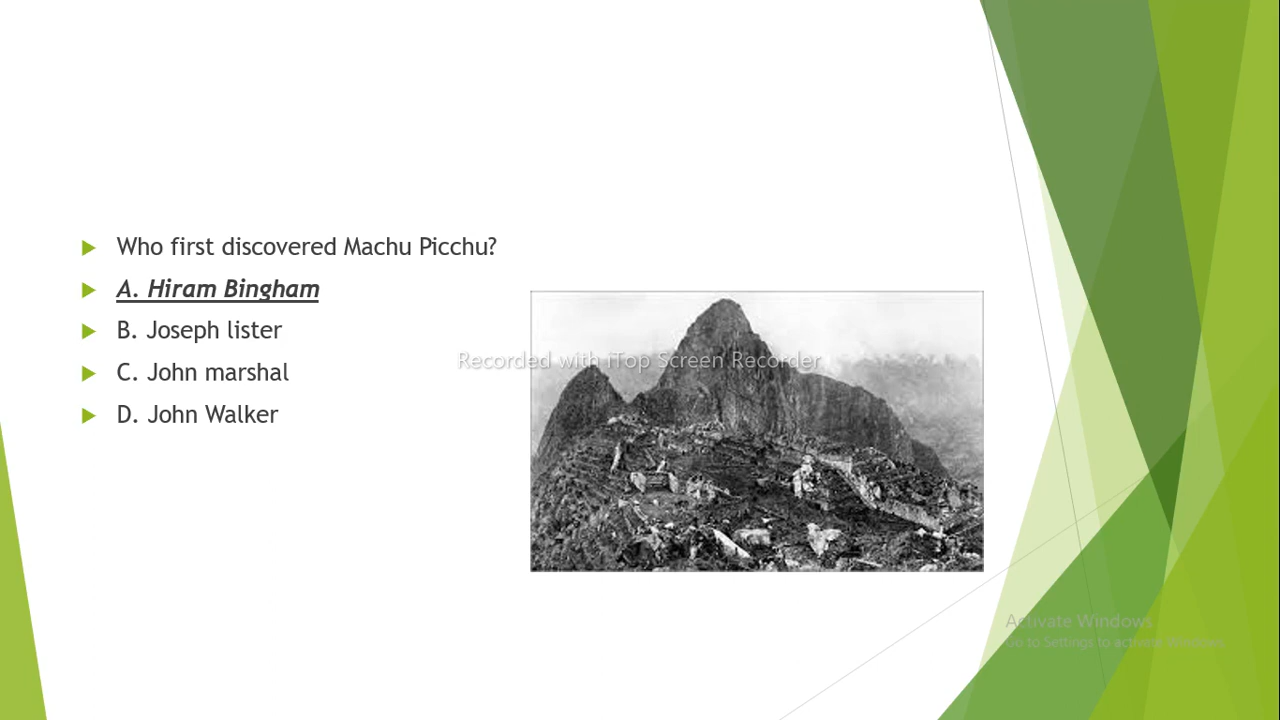 Who first discovered Machu Picchu?
A. Hiram Bingham
B. Joseph lister
Recorded with iTop Screen Recorder
C. John marshal
D. John Walker
Activate Windows
Go to Settings to activate Windows.